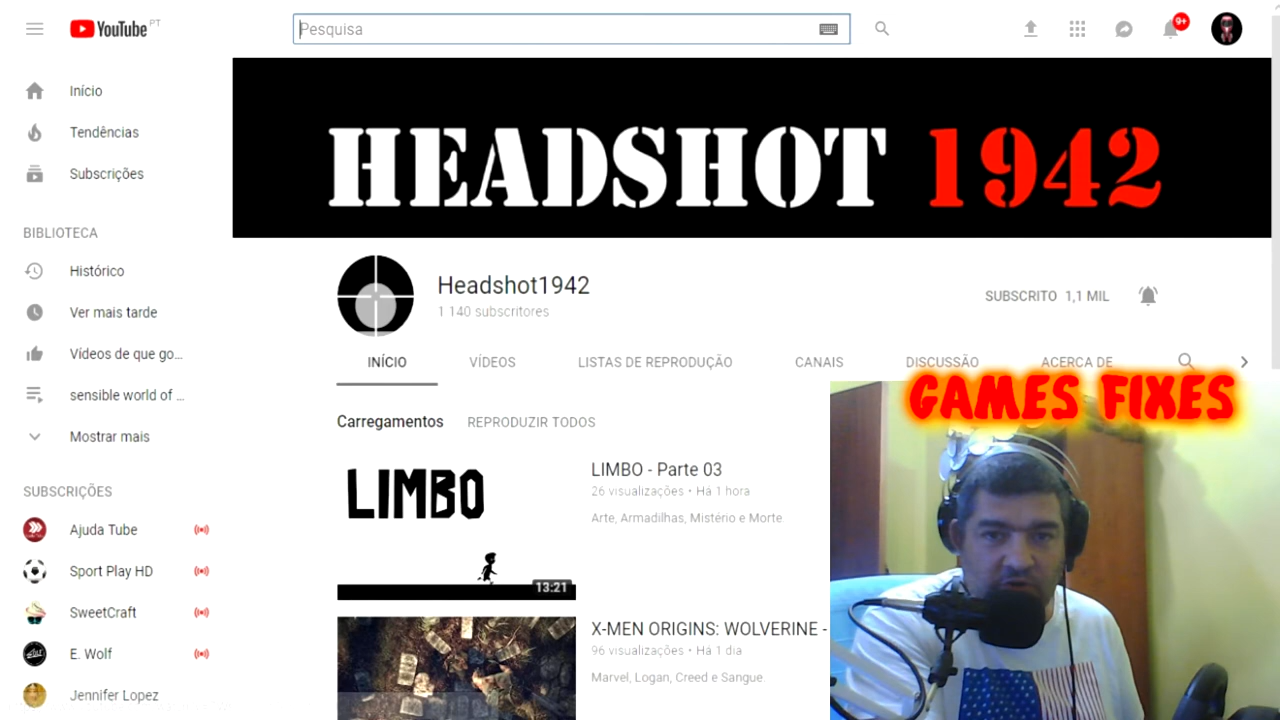 YouTube PT
Pesquisa
9+
Início
Tendências
Subscrições
BIBLIOTECA
Histórico
Ver mais tarde
Vídeos de que go...
sensible world of ...
Mostrar mais
SUBSCRIÇÕES
Ajuda Tube
Sport Play HD
SweetCraft
E. Wolf
Jennifer Lopez
HEADSHOT 1942
Headshot1942
1 140 subscritores
SUBSCRITO 1,1 MIL
INÍCIO VÍDEOS LISTAS DE REPRODUÇÃO CANAIS DISCUSSÃO ACERCA DE
GAMES FIXES
Carregamentos REPRODUZIR TODOS
LIMBO
13:21
LIMBO - Parte 03
26 visualizações • Há 1 hora
Arte, Armadilhas, Mistério e Morte.
X-MEN ORIGINS: WOLVERINE -
96 visualizações • Há 1 dia
Marvel, Logan, Creed e Sangue.